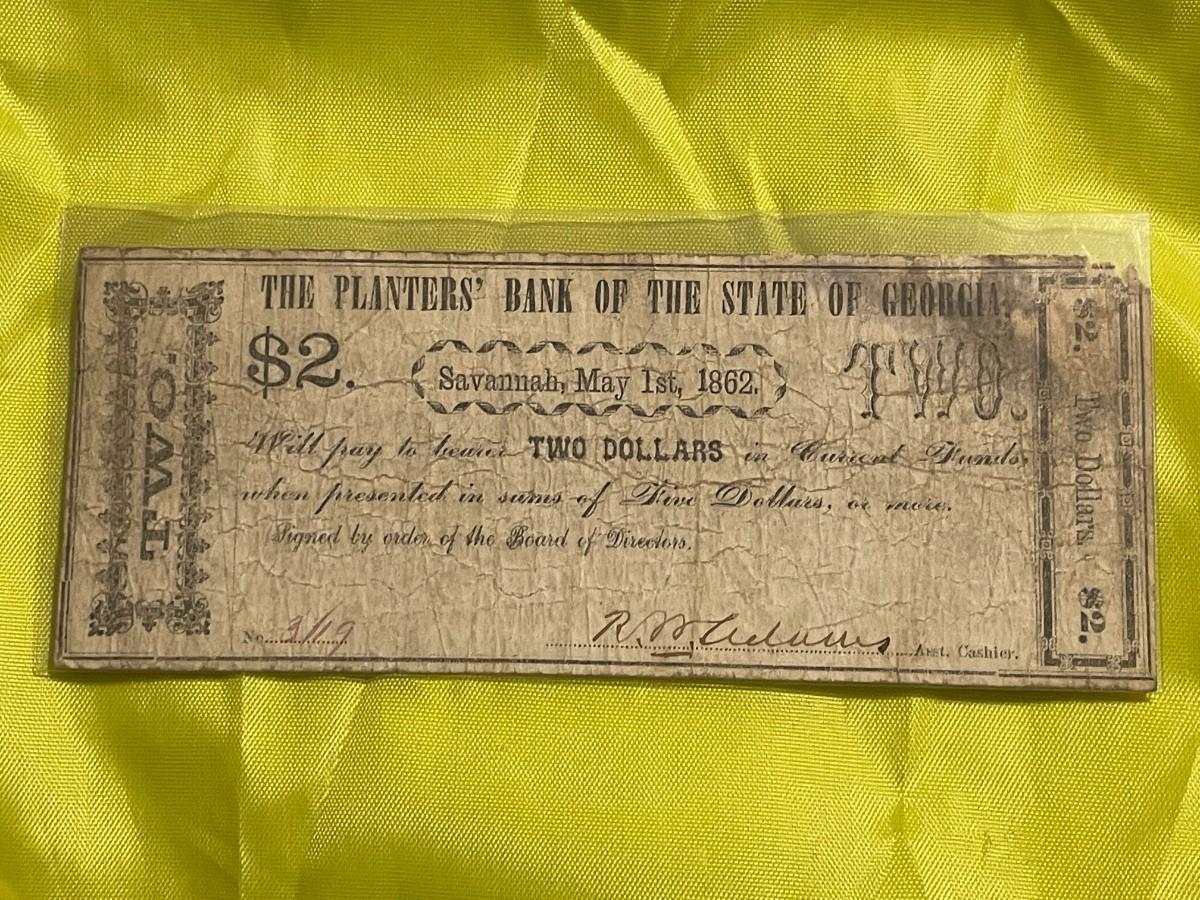 THE PLANTERS' BANK OF THE STATE OF GEORGIA.
TWO.
$2.
Savannah, May 1st, 1862.
TWO.
Will pay to bearer TWO DOLLARS in Current Funds,
when presented in sums of Five Dollars, or more.
Signed by order of the Board of Directors.
No. 3119
R. W. Adams Asst. Cashier.
$2. Two Dollars $2.